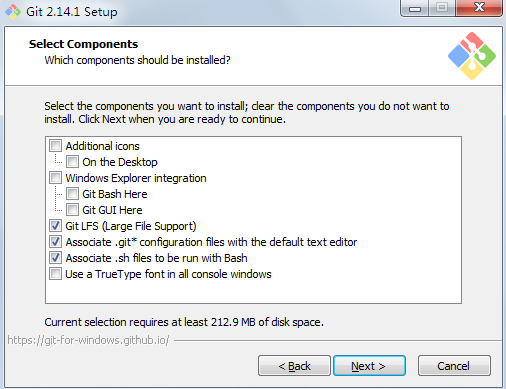 Git 2.14.1 Setup
Select Components
Which components should be installed?
Select the components you want to install; clear the components you do not want to
install. Click Next when you are ready to continue.
Additional icons
On the Desktop
Windows Explorer integration
Git Bash Here
Git GUI Here
Git LFS (Large File Support)
Associate .git* configuration files with the default text editor
Associate .sh files to be run with Bash
Use a TrueType font in all console windows
Current selection requires at least 212.9 MB of disk space.
https://git-for-windows.github.io/
< Back
Next >
Cancel